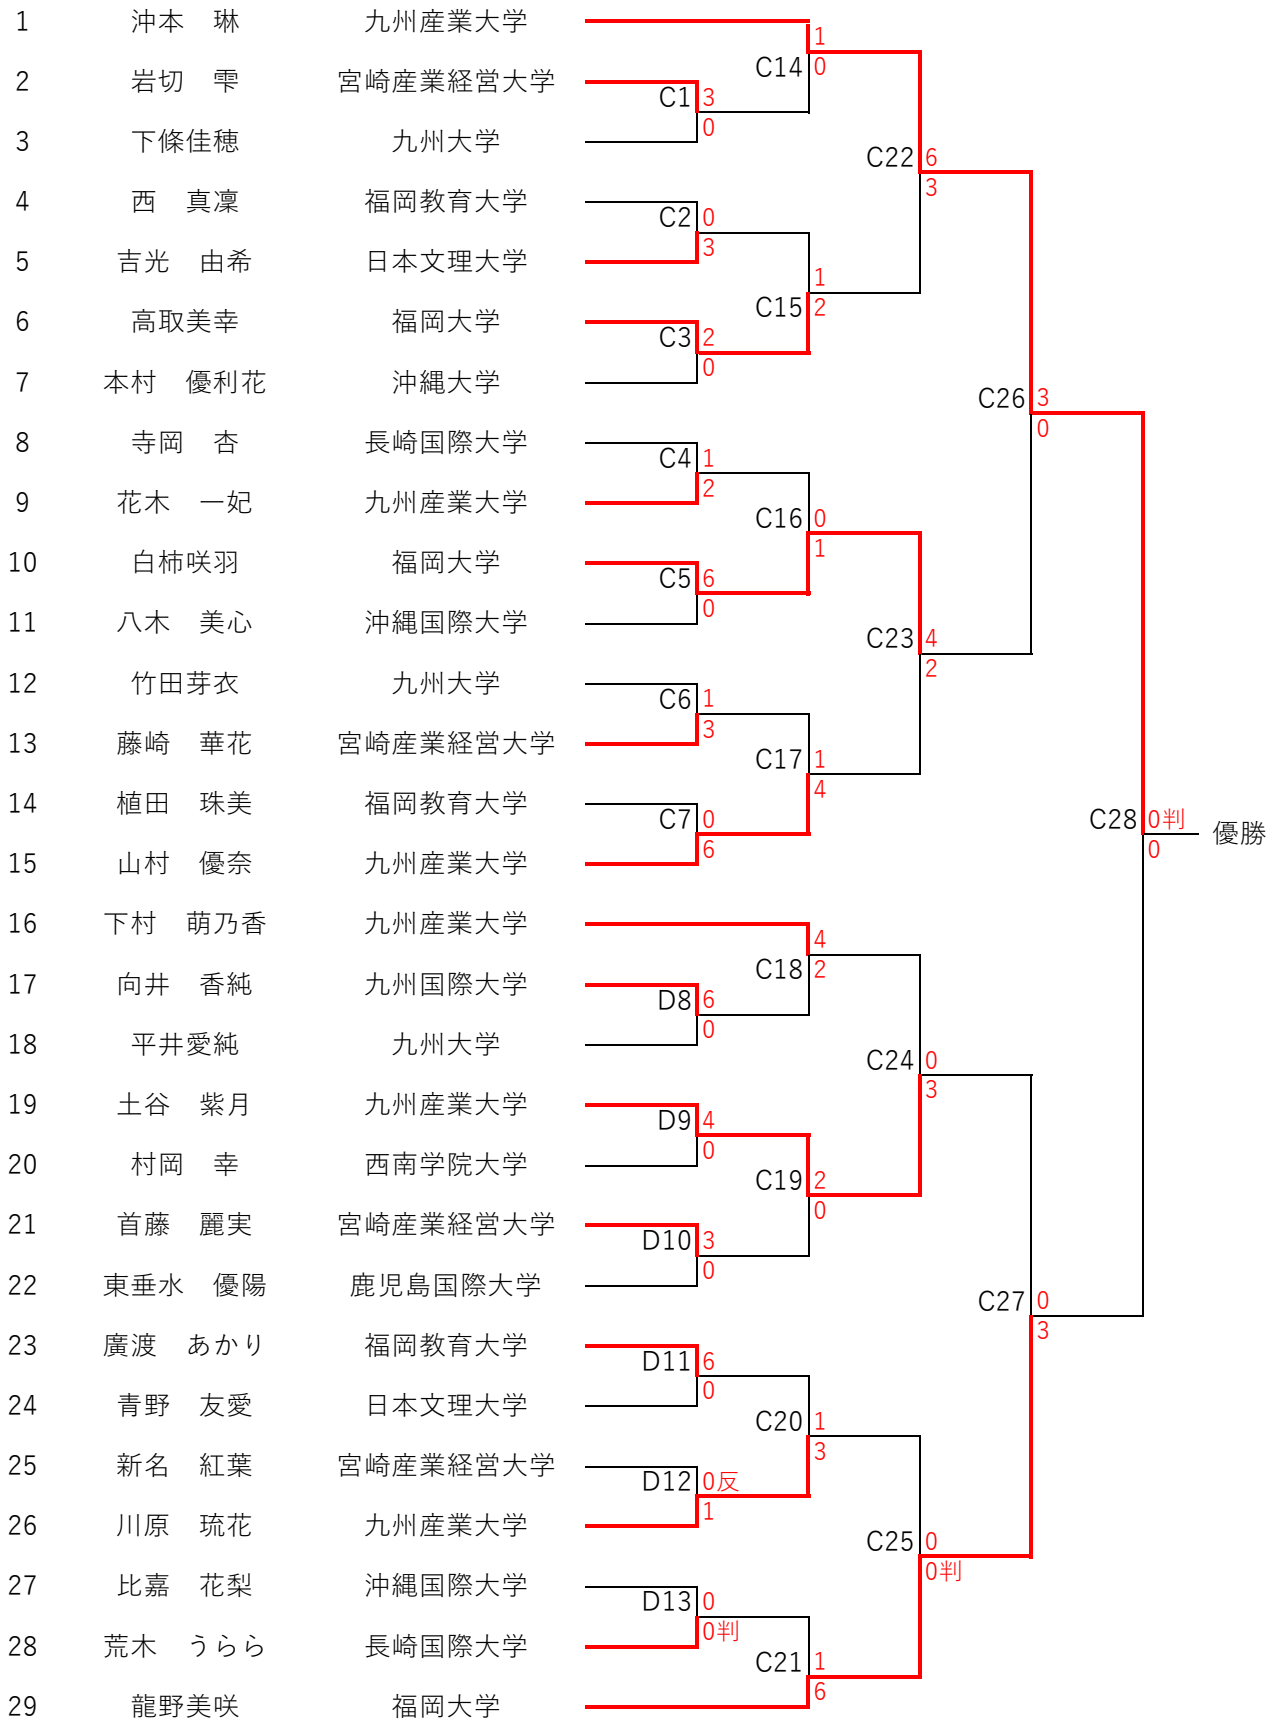 1 沖本　琳 九州産業大学
1
C14 0
2 岩切　雫 宮崎産業経営大学
C1 3
0
3 下條佳穂 九州大学
C22 6
3
4 西　真凜 福岡教育大学
C2 0
3
5 吉光　由希 日本文理大学
1
C15 2
6 高取美幸 福岡大学
C3 2
0
7 本村　優利花 沖縄大学
C26 3
0
8 寺岡　杏 長崎国際大学
C4 1
2
9 花木　一妃 九州産業大学
C16 0
1
10 白柿咲羽 福岡大学
C5 6
0
11 八木　美心 沖縄国際大学
C23 4
2
12 竹田芽衣 九州大学
C6 1
3
13 藤崎　華花 宮崎産業経営大学
C17 1
4
14 植田　珠美 福岡教育大学
C7 0
6
15 山村　優奈 九州産業大学
C28 0判
0
優勝
16 下村　萌乃香 九州産業大学
4
C18 2
17 向井　香純 九州国際大学
D8 6
0
18 平井愛純 九州大学
C24 0
3
19 土谷　紫月 九州産業大学
D9 4
0
20 村岡　幸 西南学院大学
C19 2
0
21 首藤　麗実 宮崎産業経営大学
D10 3
0
22 東垂水　優陽 鹿児島国際大学
C27 0
3
23 廣渡　あかり 福岡教育大学
D11 6
0
24 青野　友愛 日本文理大学
C20 1
3
25 新名　紅葉 宮崎産業経営大学
D12 0反
1
26 川原　琉花 九州産業大学
C25 0
0判
27 比嘉　花梨 沖縄国際大学
D13 0
0判
28 荒木　うらら 長崎国際大学
C21 1
6
29 龍野美咲 福岡大学